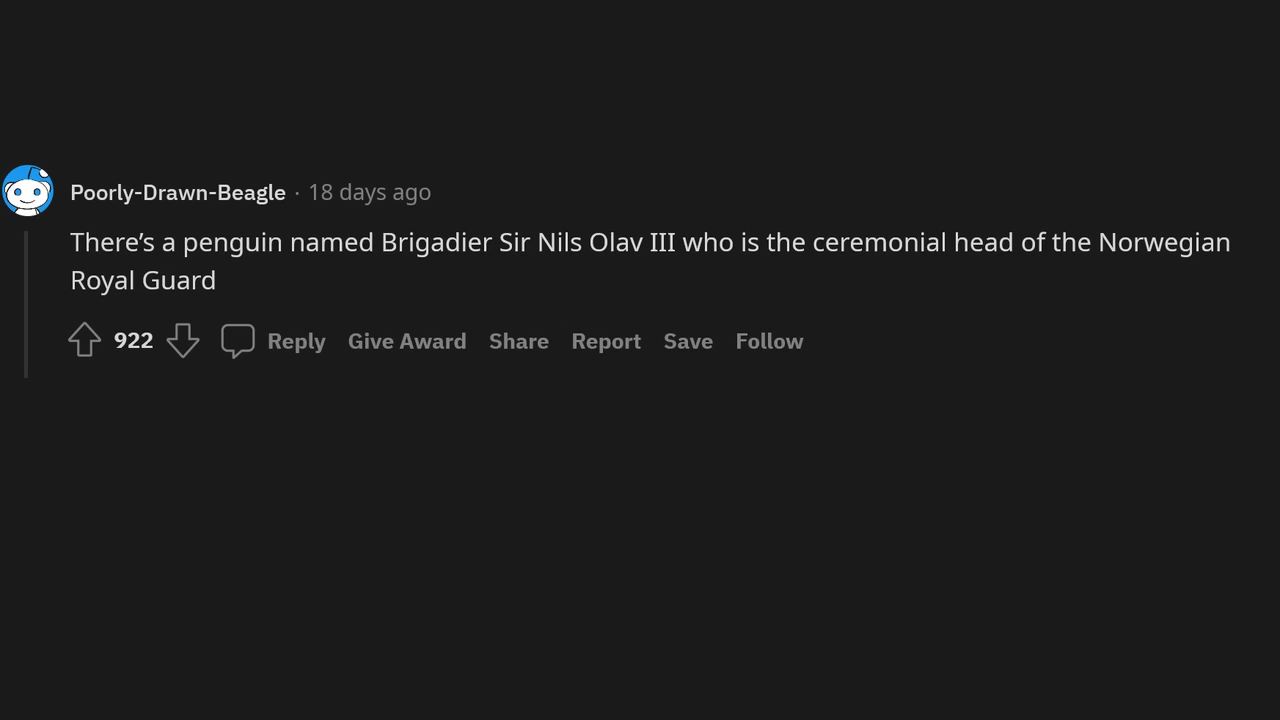 Poorly-Drawn-Beagle · 18 days ago
There’s a penguin named Brigadier Sir Nils Olav III who is the ceremonial head of the Norwegian
Royal Guard
922 Reply Give Award Share Report Save Follow